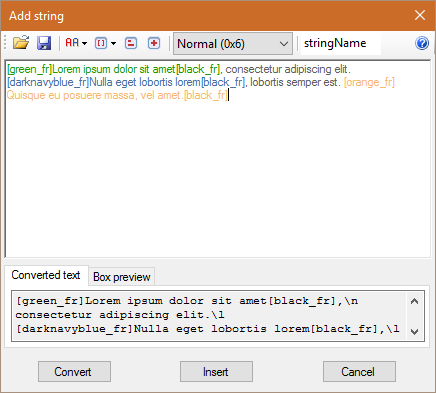 Add string
AA
Normal (0x6)
stringName
[green_fr]Lorem ipsum dolor sit amet[black_fr], consectetur adipiscing elit.
[darknavyblue_fr]Nulla eget lobortis lorem[black_fr], lobortis semper est. [orange_fr]
Quisque eu posuere massa, vel amet.[black_fr]
Converted text
Box preview
[green_fr]Lorem ipsum dolor sit amet[black_fr],\n
consectetur adipiscing elit.\l
[darknavyblue_fr]Nulla eget lobortis lorem[black_fr],\l
Convert
Insert
Cancel